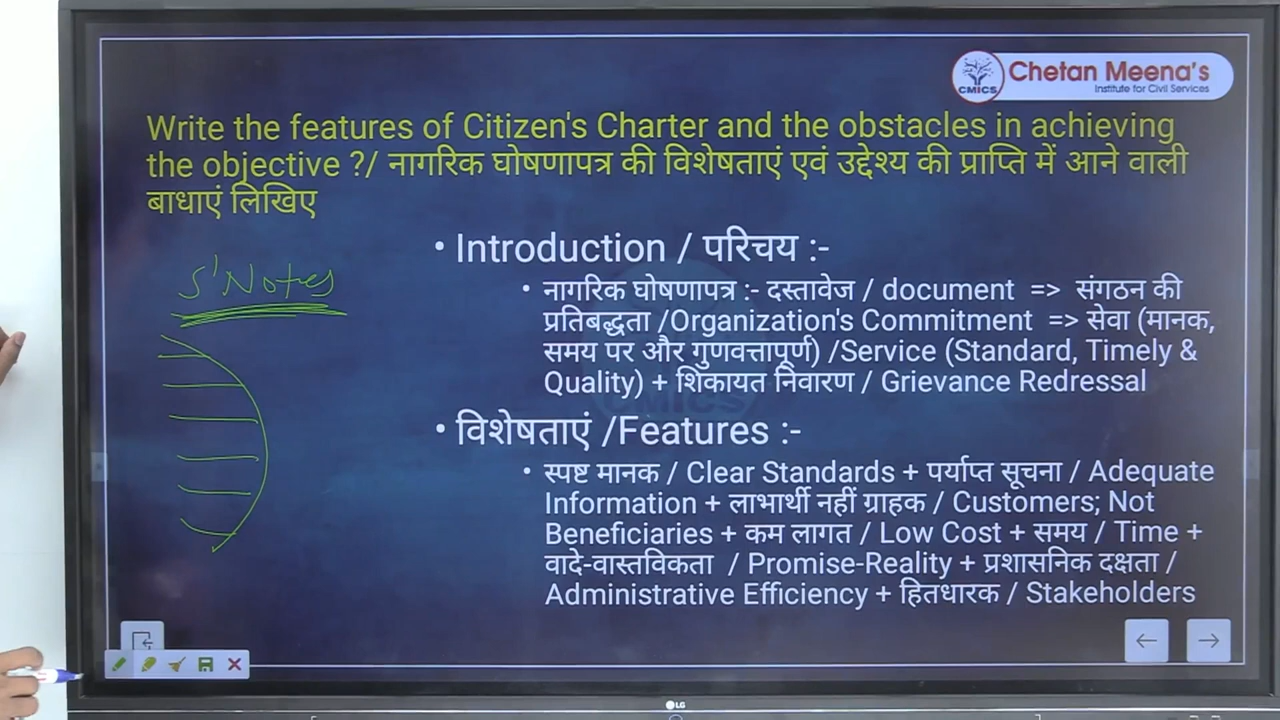 Chetan Meena's
Institute for Civil Services
CMICS
Write the features of Citizen's Charter and the obstacles in achieving
the objective ?/ नागरिक घोषणापत्र की विशेषताएं एवं उद्देश्य की प्राप्ति में आने वाली
बाधाएं लिखिए
S'Notes
• Introduction / परिचय :-
• नागरिक घोषणापत्र :- दस्तावेज / document => संगठन की
प्रतिबद्धता /Organization's Commitment => सेवा (मानक,
समय पर और गुणवत्तापूर्ण) /Service (Standard, Timely &
Quality) + शिकायत निवारण / Grievance Redressal
CMICS
• विशेषताएं /Features :-
• स्पष्ट मानक / Clear Standards + पर्याप्त सूचना / Adequate
Information + लाभार्थी नहीं ग्राहक / Customers; Not
Beneficiaries + कम लागत / Low Cost + समय / Time +
वादे-वास्तविकता / Promise-Reality + प्रशासनिक दक्षता /
Administrative Efficiency + हितधारक / Stakeholders
LG